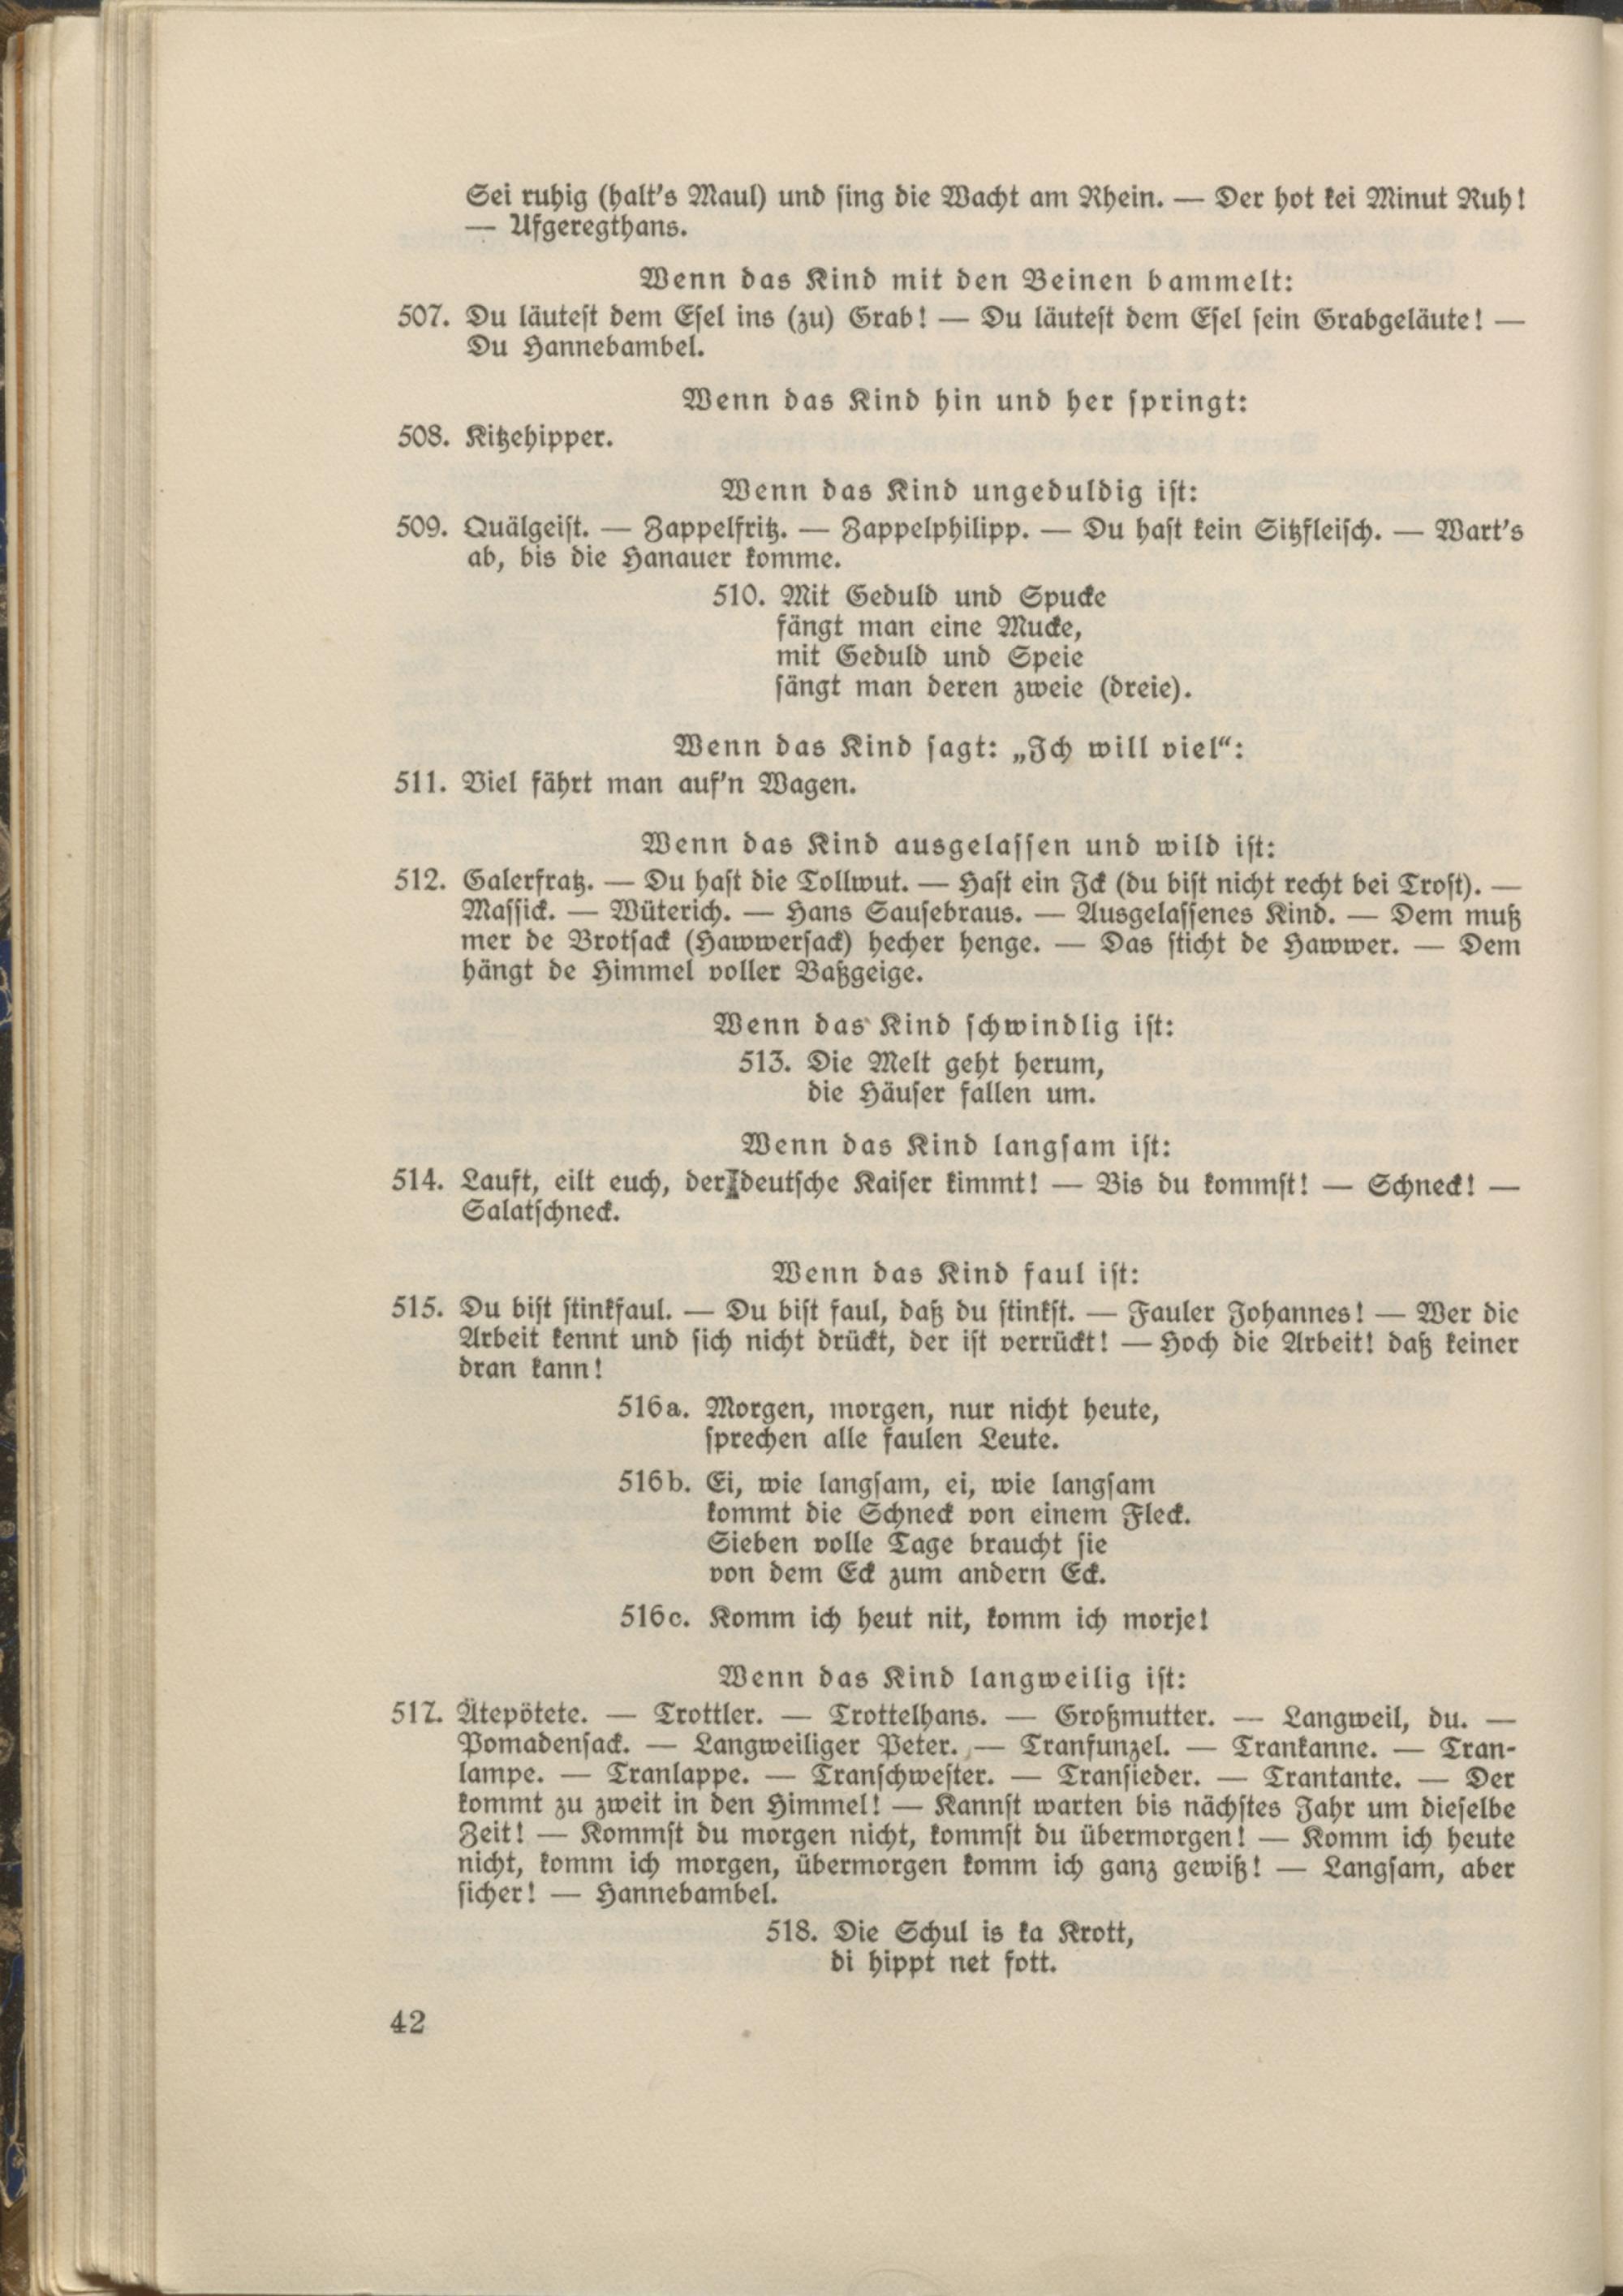 Sei ruhig (halt's Maul) und sing die Wacht am Rhein. — Der hot kei Minut Ruh!
— Ufgeregthans.
Wenn das Kind mit den Beinen bammelt:
507. Du läutest dem Esel ins (zu) Grab! — Du läutest dem Esel sein Grabgeläute! —
Du Hannebambel.
Wenn das Kind hin und her springt:
508. Kitzehipper.
Wenn das Kind ungeduldig ist:
509. Quälgeist. — Zappelfritz. — Zappelphilipp. — Du hast kein Sitzfleisch. — Wart's
ab, bis die Hanauer komme.
510. Mit Geduld und Spucke
fängt man eine Mucke,
mit Geduld und Speie
sängt man deren zweie (dreie).
Wenn das Kind sagt: „Ich will viel“:
511. Viel fährt man auf'n Wagen.
Wenn das Kind ausgelassen und wild ist:
512. Galerfratz. — Du hast die Tollwut. — Hast ein Ick (du bist nicht recht bei Trost). —
Massick. — Wüterich. — Hans Sausebraus. — Ausgelassenes Kind. — Dem muß
mer de Brotsack (Hawwersack) hecher henge. — Das sticht de Hawwer. — Dem
hängt de Himmel voller Baßgeige.
Wenn das Kind schwindlig ist:
513. Die Melt geht herum,
die Häuser fallen um.
Wenn das Kind langsam ist:
514. Lauft, eilt euch, der deutsche Kaiser kimmt! — Bis du kommst! — Schneck! —
Salatschneck.
Wenn das Kind faul ist:
515. Du bist stinkfaul. — Du bist faul, daß du stinkst. — Fauler Johannes! — Wer die
Arbeit kennt und sich nicht drückt, der ist verrückt! — Hoch die Arbeit! daß keiner
dran kann!
516a. Morgen, morgen, nur nicht heute,
sprechen alle faulen Leute.
516b. Ei, wie langsam, ei, wie langsam
kommt die Schneck von einem Fleck.
Sieben volle Tage braucht sie
von dem Eck zum andern Eck.
516c. Komm ich heut nit, komm ich morje!
Wenn das Kind langweilig ist:
517. Ätepötete. — Trottler. — Trottelhans. — Großmutter. — Langweil, du. —
Pomadensack. — Langweiliger Peter. — Tranfunzel. — Trankanne. — Tran-
lampe. — Tranlappe. — Transchwester. — Transieder. — Trantante. — Der
kommt zu zweit in den Himmel! — Kannst warten bis nächstes Jahr um dieselbe
Zeit! — Kommst du morgen nicht, kommst du übermorgen! — Komm ich heute
nicht, komm ich morgen, übermorgen komm ich ganz gewiß! — Langsam, aber
sicher! — Hannebambel.
518. Die Schul is ka Krott,
di hippt net fott.
42